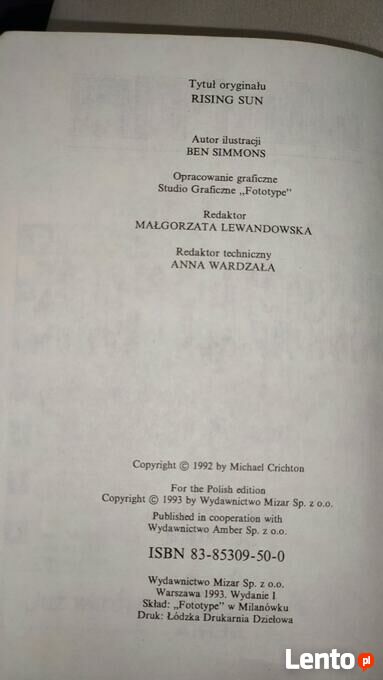 Tytuł oryginału
RISING SUN
Autor ilustracji
BEN SIMMONS
Opracowanie graficzne
Studio Graficzne „Fototype"
Redaktor
MAŁGORZATA LEWANDOWSKA
Redaktor techniczny
ANNA WARDZAŁA
Copyright © 1992 by Michael Crichton
For the Polish edition
Copyright © 1993 by Wydawnictwo Mizar Sp. z o.o.
Published in cooperation with
Wydawnictwo Amber Sp. z o.o.
ISBN 83-85309-50-0
Wydawnictwo Mizar Sp. z o.o.
Warszawa 1993. Wydanie I
Skład: „Fototype" w Milanówku
Druk: Łódzka Drukarnia Dziełowa
Lento.pl